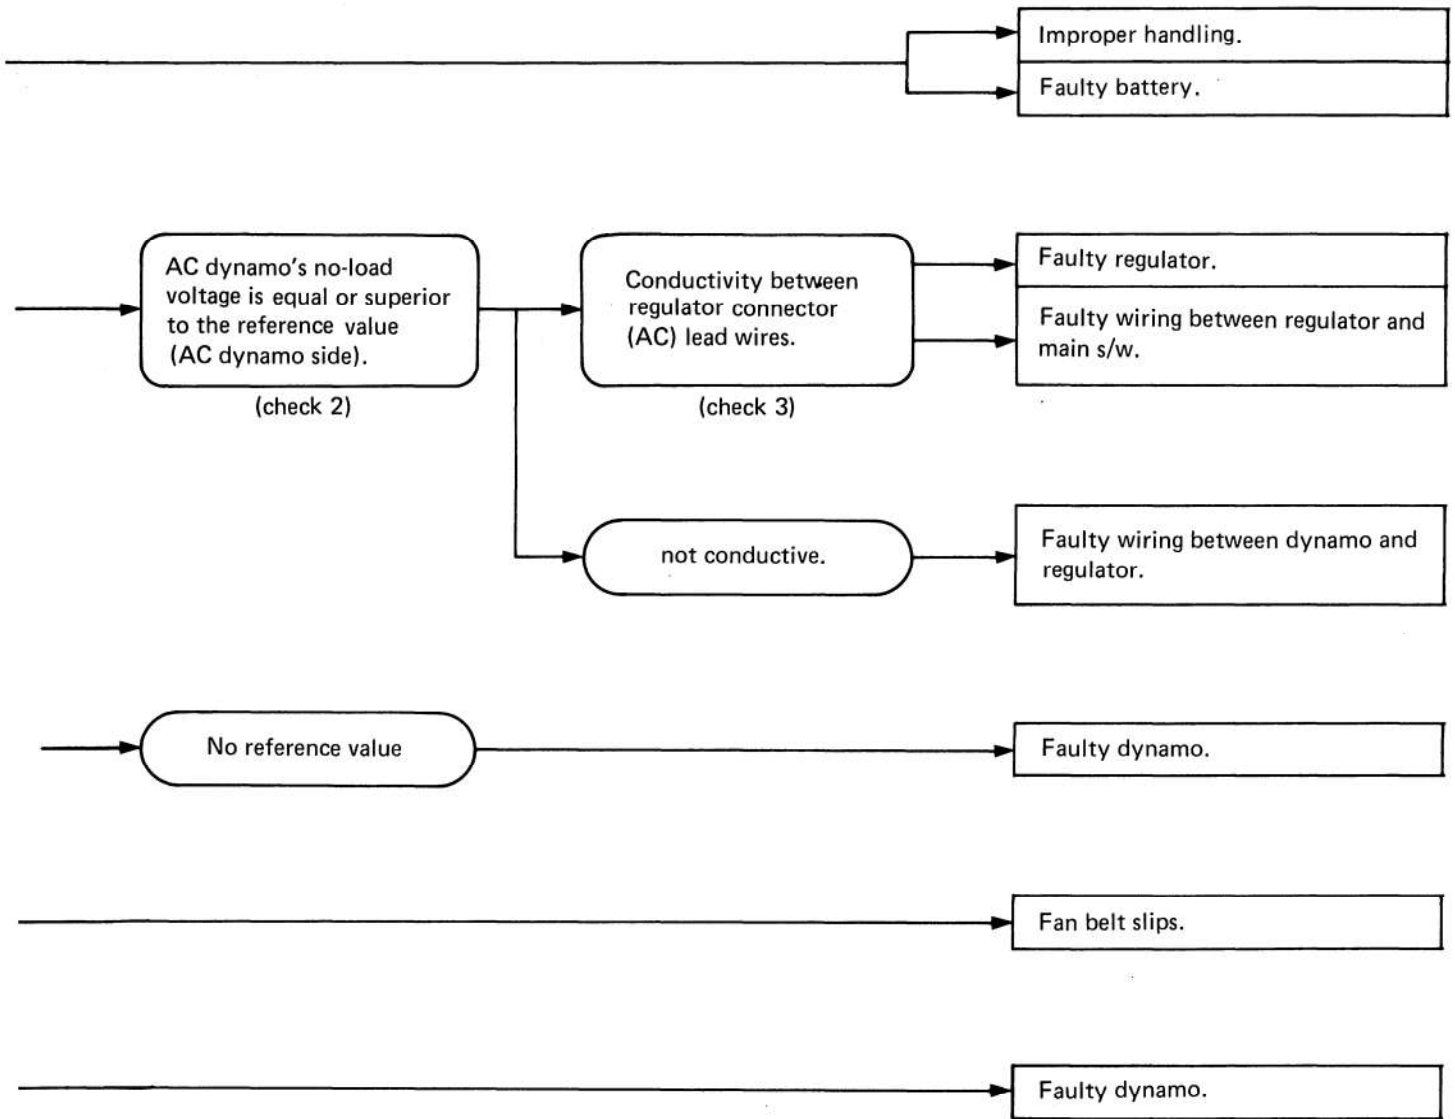 Improper handling.
Faulty battery.
AC dynamo's no-load
voltage is equal or superior
to the reference value
(AC dynamo side).
(check 2)
Conductivity between
regulator connector
(AC) lead wires.
(check 3)
Faulty regulator.
Faulty wiring between regulator and
main s/w.
not conductive.
Faulty wiring between dynamo and
regulator.
No reference value
Faulty dynamo.
Fan belt slips.
Faulty dynamo.